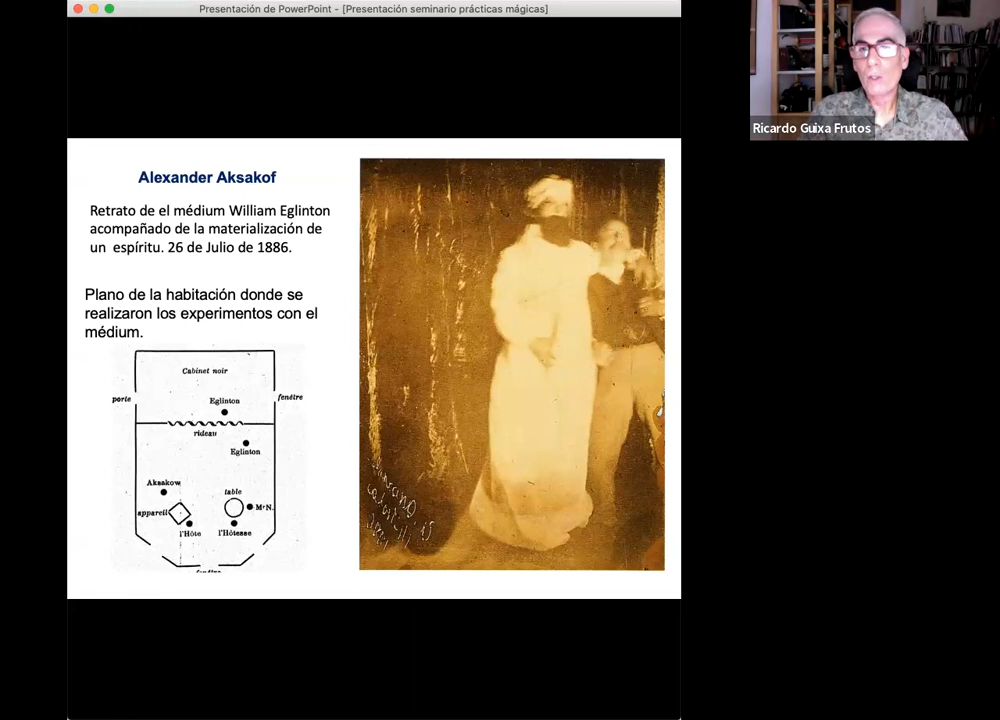 Presentación de PowerPoint - [Presentación seminario prácticas mágicas]
Ricardo Guixa Frutos
Alexander Aksakof
Retrato de el médium William Eglinton
acompañado de la materialización de
un espíritu. 26 de Julio de 1886.
Plano de la habitación donde se
realizaron los experimentos con el
médium.
Cabinet noir
porte
fenêtre
Eglinton
rideau
Eglinton
Aksakow
table
appareil
Mr N.
l'Hôte
l'Hôtesse